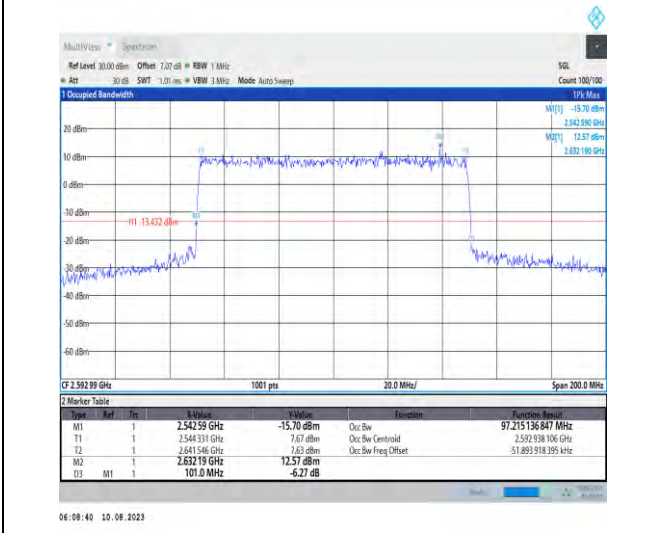 MultiView Spectrum
Ref Level 30.00 dBm Offset 7.07 dB RBW 1 MHz SGL
Att 30 dB SWT 1.01 ms VBW 3 MHz Mode Auto Sweep Count 100/100
1 Occupied Bandwidth 1Pk Max
M1[1] -15.70 dBm
2.542 590 GHz
M2[1] 12.57 dBm
2.632 190 GHz
20 dBm
10 dBm
0 dBm
-10 dBm
H1 -13.432 dBm
-20 dBm
-30 dBm
-40 dBm
-50 dBm
-60 dBm
CF 2.592 99 GHz 1001 pts 20.0 MHz/ Span 200.0 MHz
2 Marker Table
Type Ref Trc X-Value Y-Value Function Function Result
M1 1 2.542 59 GHz -15.70 dBm Occ Bw 97.215 136 847 MHz
T1 1 2.544 331 GHz 7.67 dBm Occ Bw Centroid 2.592 938 106 GHz
T2 1 2.641 546 GHz 7.63 dBm Occ Bw Freq Offset -51.893 918 395 kHz
M2 1 2.632 19 GHz 12.57 dBm
D3 M1 1 101.0 MHz -6.27 dB
06:08:40 10.08.2023